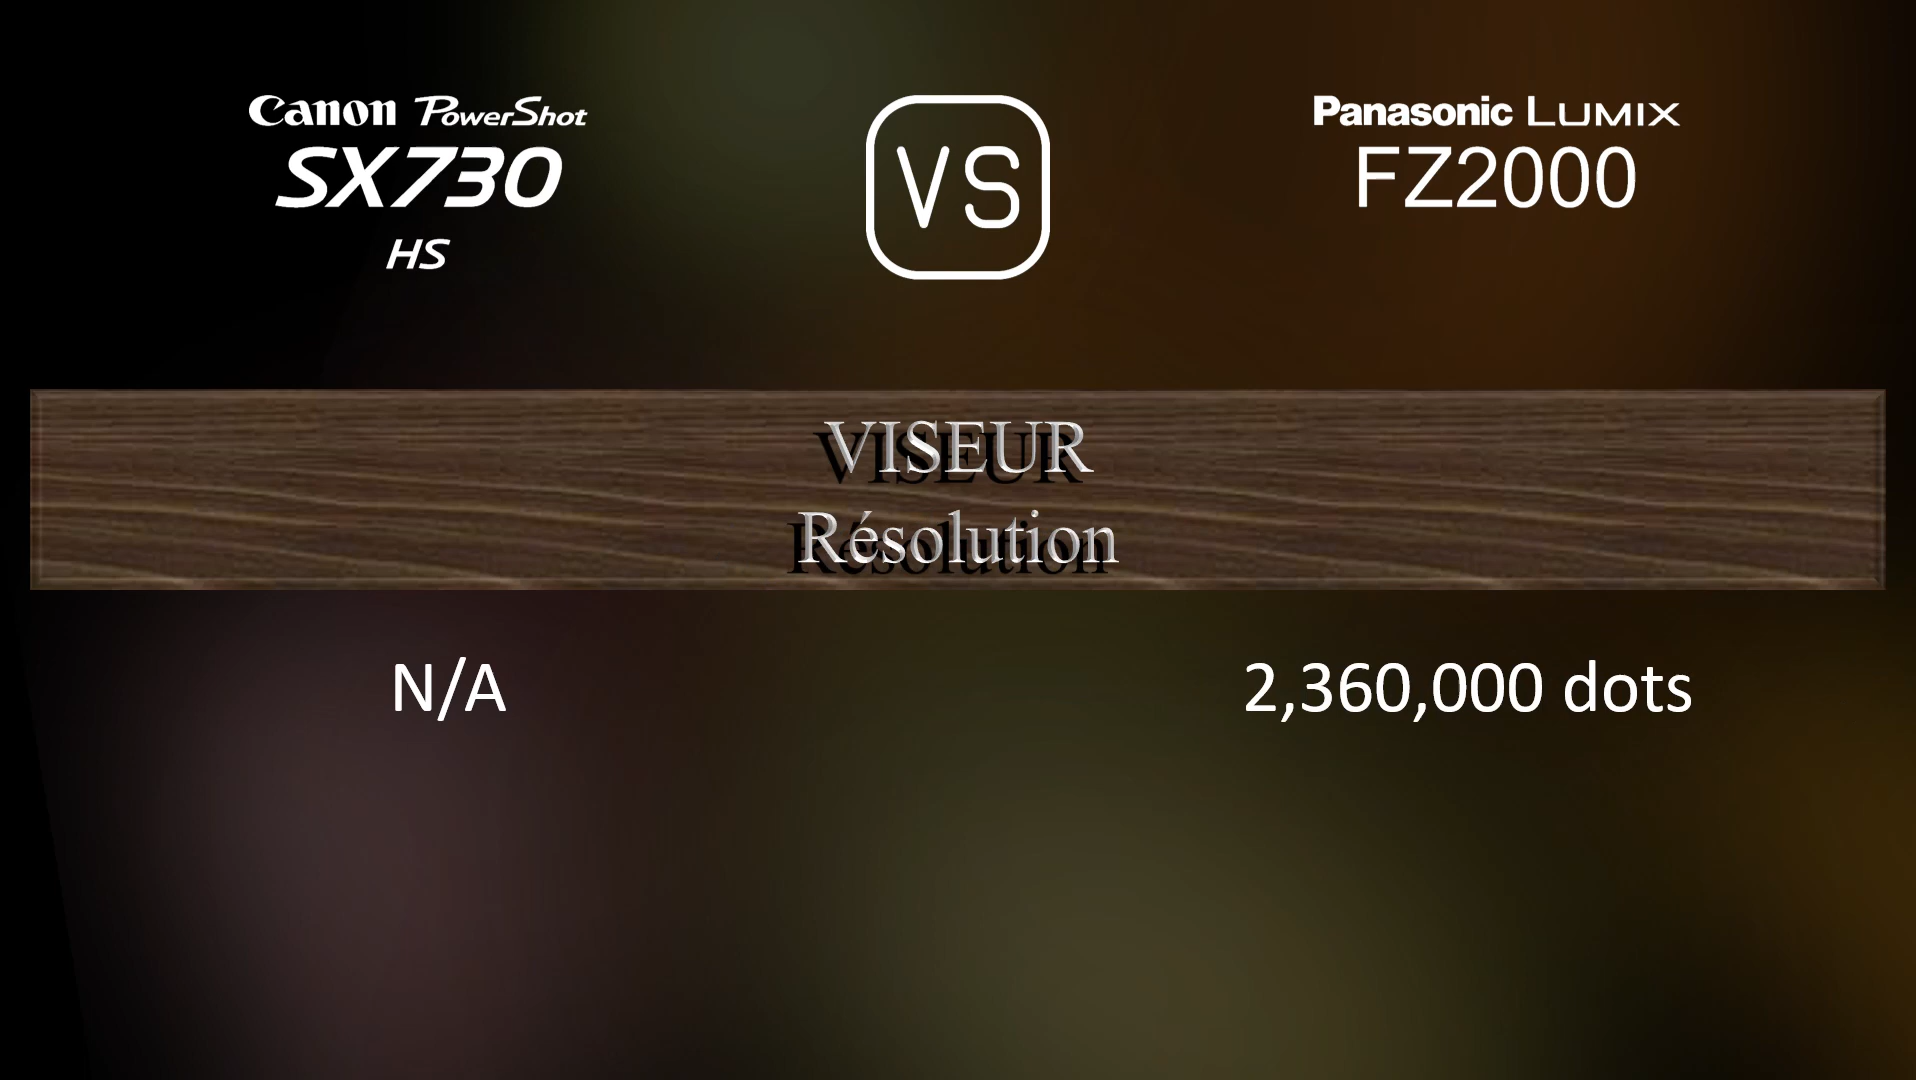 Canon PowerShot
SX730
HS
VS
Panasonic LUMIX
FZ2000
VISEUR
Résolution
N/A
2,360,000 dots